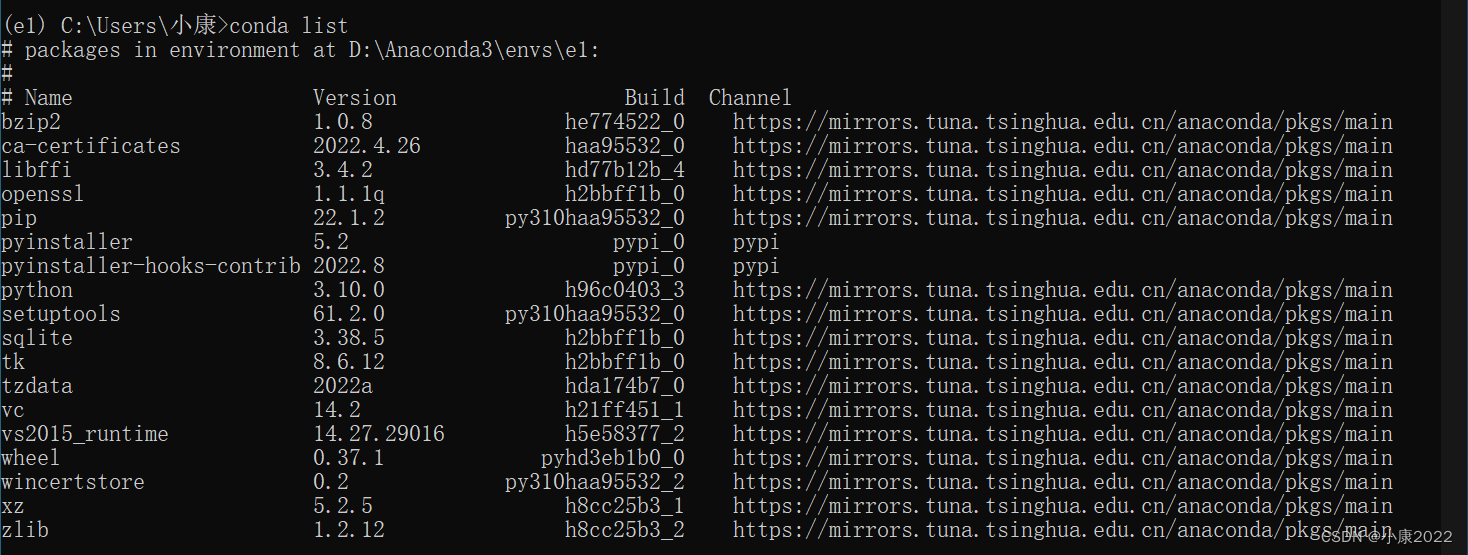 (e1) C:\Users\小康>conda list
# packages in environment at D:\Anaconda3\envs\e1:
#
# Name Version Build Channel
bzip2 1.0.8 he774522_0 https://mirrors.tuna.tsinghua.edu.cn/anaconda/pkgs/main
ca-certificates 2022.4.26 haa95532_0 https://mirrors.tuna.tsinghua.edu.cn/anaconda/pkgs/main
libffi 3.4.2 hd77b12b_4 https://mirrors.tuna.tsinghua.edu.cn/anaconda/pkgs/main
openssl 1.1.1q h2bbff1b_0 https://mirrors.tuna.tsinghua.edu.cn/anaconda/pkgs/main
pip 22.1.2 py310haa95532_0 https://mirrors.tuna.tsinghua.edu.cn/anaconda/pkgs/main
pyinstaller 5.2 pypi_0 pypi
pyinstaller-hooks-contrib 2022.8 pypi_0 pypi
python 3.10.0 h96c0403_3 https://mirrors.tuna.tsinghua.edu.cn/anaconda/pkgs/main
setuptools 61.2.0 py310haa95532_0 https://mirrors.tuna.tsinghua.edu.cn/anaconda/pkgs/main
sqlite 3.38.5 h2bbff1b_0 https://mirrors.tuna.tsinghua.edu.cn/anaconda/pkgs/main
tk 8.6.12 h2bbff1b_0 https://mirrors.tuna.tsinghua.edu.cn/anaconda/pkgs/main
tzdata 2022a hda174b7_0 https://mirrors.tuna.tsinghua.edu.cn/anaconda/pkgs/main
vc 14.2 h21ff451_1 https://mirrors.tuna.tsinghua.edu.cn/anaconda/pkgs/main
vs2015_runtime 14.27.29016 h5e58377_2 https://mirrors.tuna.tsinghua.edu.cn/anaconda/pkgs/main
wheel 0.37.1 pyhd3eb1b0_0 https://mirrors.tuna.tsinghua.edu.cn/anaconda/pkgs/main
wincertstore 0.2 py310haa95532_2 https://mirrors.tuna.tsinghua.edu.cn/anaconda/pkgs/main
xz 5.2.5 h8cc25b3_1 https://mirrors.tuna.tsinghua.edu.cn/anaconda/pkgs/main
zlib 1.2.12 h8cc25b3_2 https://mirrors.tuna.tsinghua.edu.cn/anaconda/pkgs/main
CSDN @小康2022